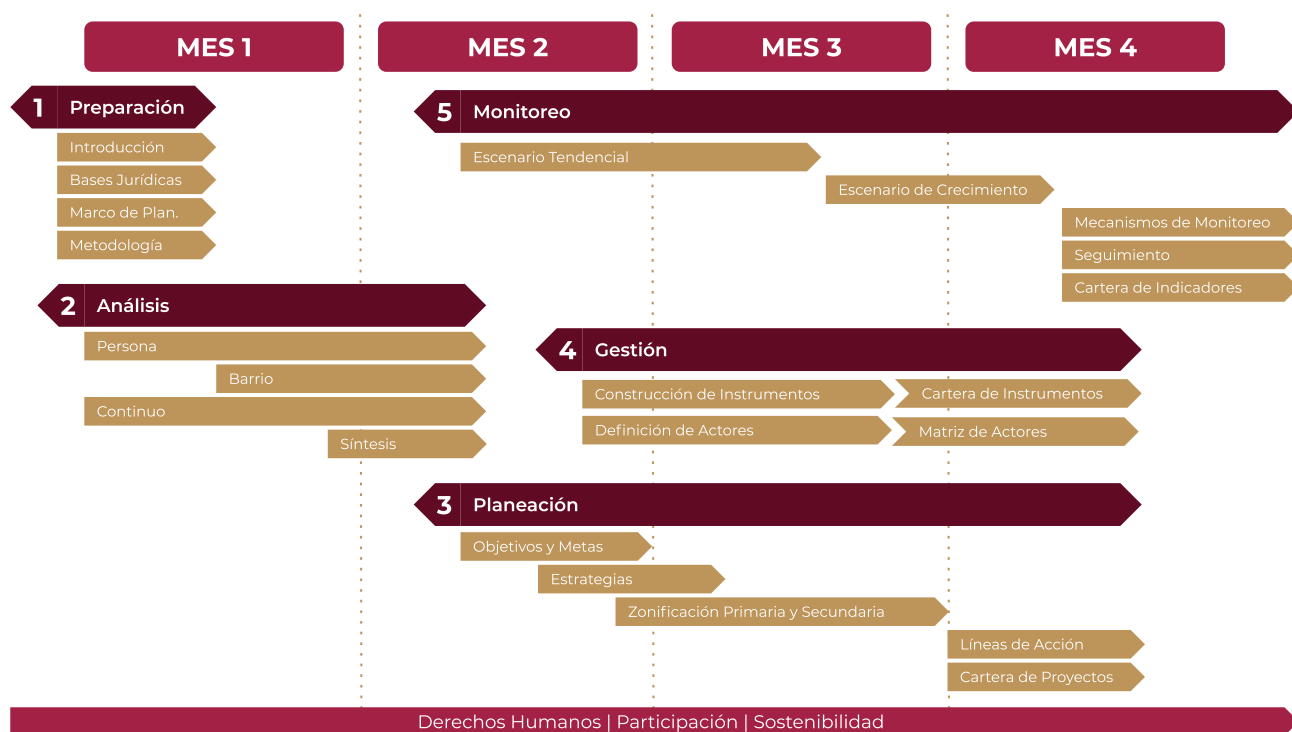 MES 1
MES 2
MES 3
MES 4
1 Preparación
Introducción
Bases Jurídicas
Marco de Plan.
Metodología
5 Monitoreo
Escenario Tendencial
Escenario de Crecimiento
Mecanismos de Monitoreo
Seguimiento
Cartera de Indicadores
2 Análisis
Persona
Barrio
Continuo
Síntesis
4 Gestión
Construcción de Instrumentos
Cartera de Instrumentos
Definición de Actores
Matriz de Actores
3 Planeación
Objetivos y Metas
Estrategias
Zonificación Primaria y Secundaria
Líneas de Acción
Cartera de Proyectos
Derechos Humanos | Participación | Sostenibilidad